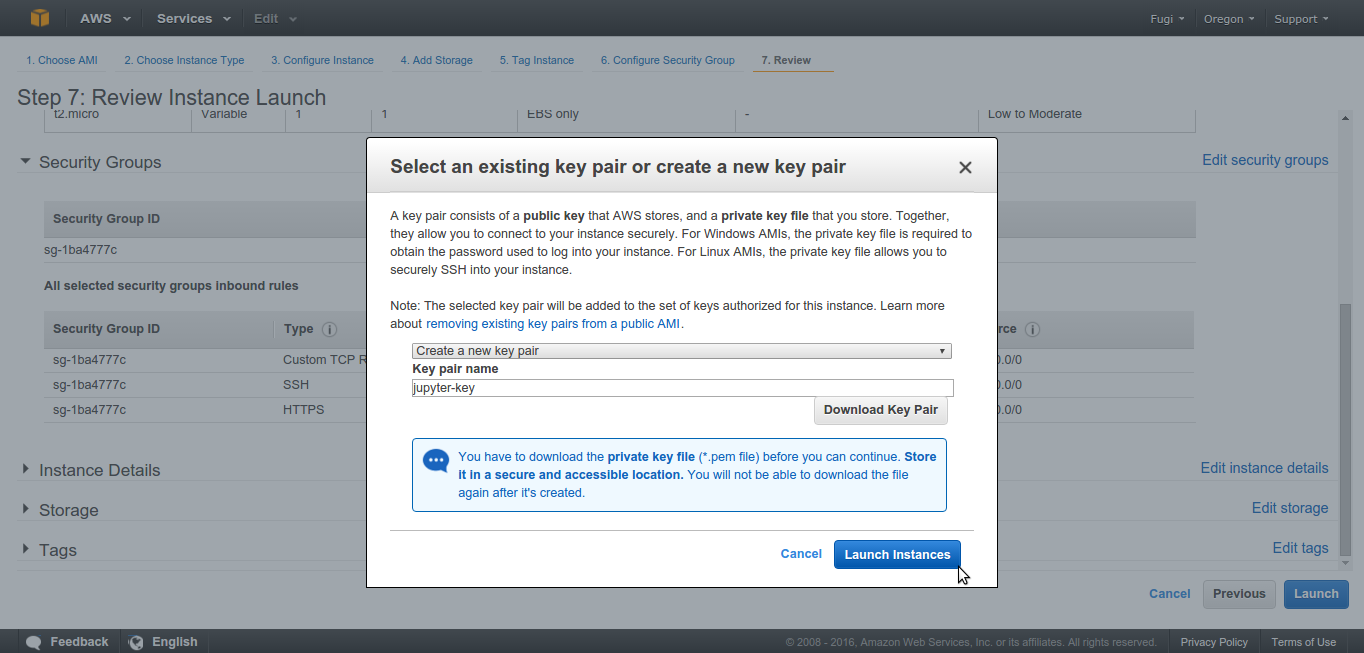 AWS Services Edit Fugi Oregon Support
1. Choose AMI 2. Choose Instance Type 3. Configure Instance 4. Add Storage 5. Tag Instance 6. Configure Security Group 7. Review
Step 7: Review Instance Launch
t2.micro Variable 1 1 EBS only - Low to Moderate
Security Groups Edit security groups
Security Group ID
sg-1ba4777c
All selected security groups inbound rules
Security Group ID Type i rce i
sg-1ba4777c Custom TCP R 0.0/0
sg-1ba4777c SSH 0.0/0
sg-1ba4777c HTTPS 0.0/0
Instance Details Edit instance details
Storage Edit storage
Tags Edit tags
Select an existing key pair or create a new key pair
A key pair consists of a public key that AWS stores, and a private key file that you store. Together,
they allow you to connect to your instance securely. For Windows AMIs, the private key file is required to
obtain the password used to log into your instance. For Linux AMIs, the private key file allows you to
securely SSH into your instance.
Note: The selected key pair will be added to the set of keys authorized for this instance. Learn more
about removing existing key pairs from a public AMI.
Create a new key pair
Key pair name
jupyter-key
Download Key Pair
You have to download the private key file (*.pem file) before you can continue. Store
it in a secure and accessible location. You will not be able to download the file
again after it's created.
Cancel Launch Instances
Cancel Previous Launch
Feedback English © 2008 - 2016, Amazon Web Services, Inc. or its affiliates. All rights reserved. Privacy Policy Terms of Use